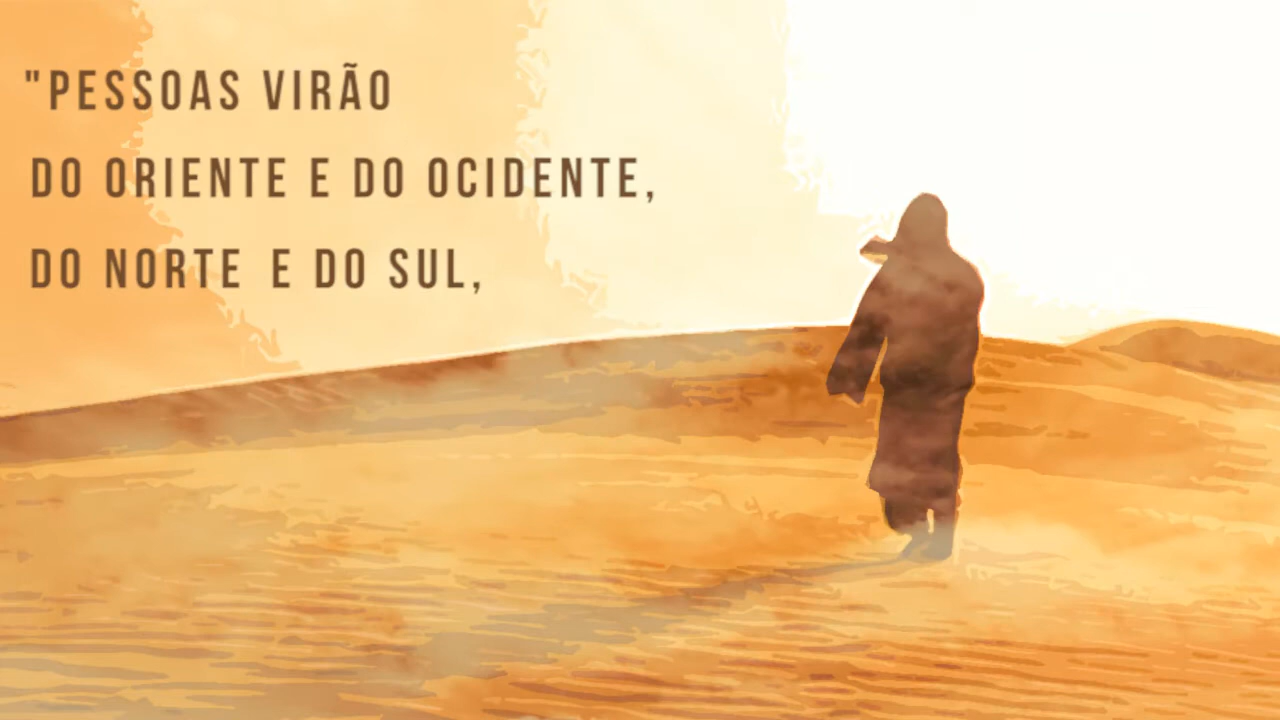 "PESSOAS VIRÃO
DO ORIENTE E DO OCIDENTE,
DO NORTE E DO SUL,